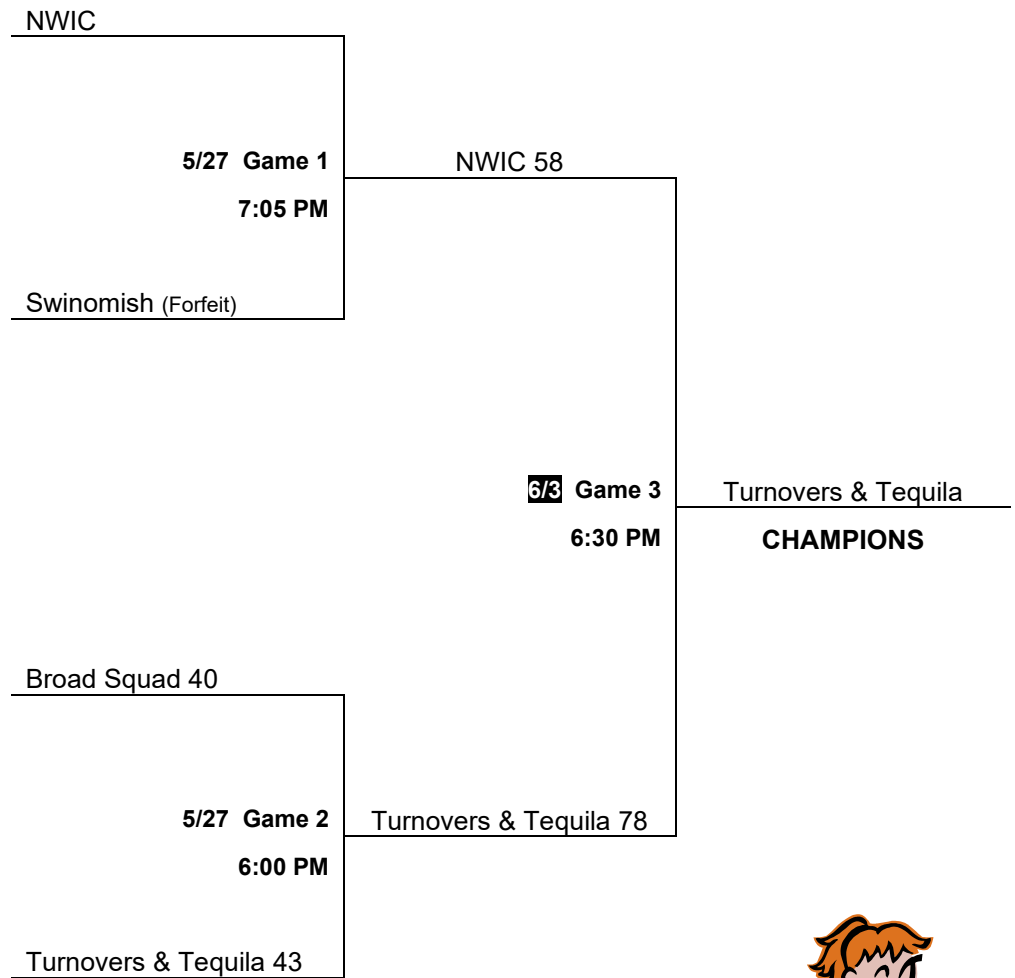 NWIC
5/27 Game 1
NWIC 58
7:05 PM
Swinomish (Forfeit)
6/3 Game 3
Turnovers & Tequila
6:30 PM
CHAMPIONS
Broad Squad 40
5/27 Game 2
Turnovers & Tequila 78
6:00 PM
Turnovers & Tequila 43